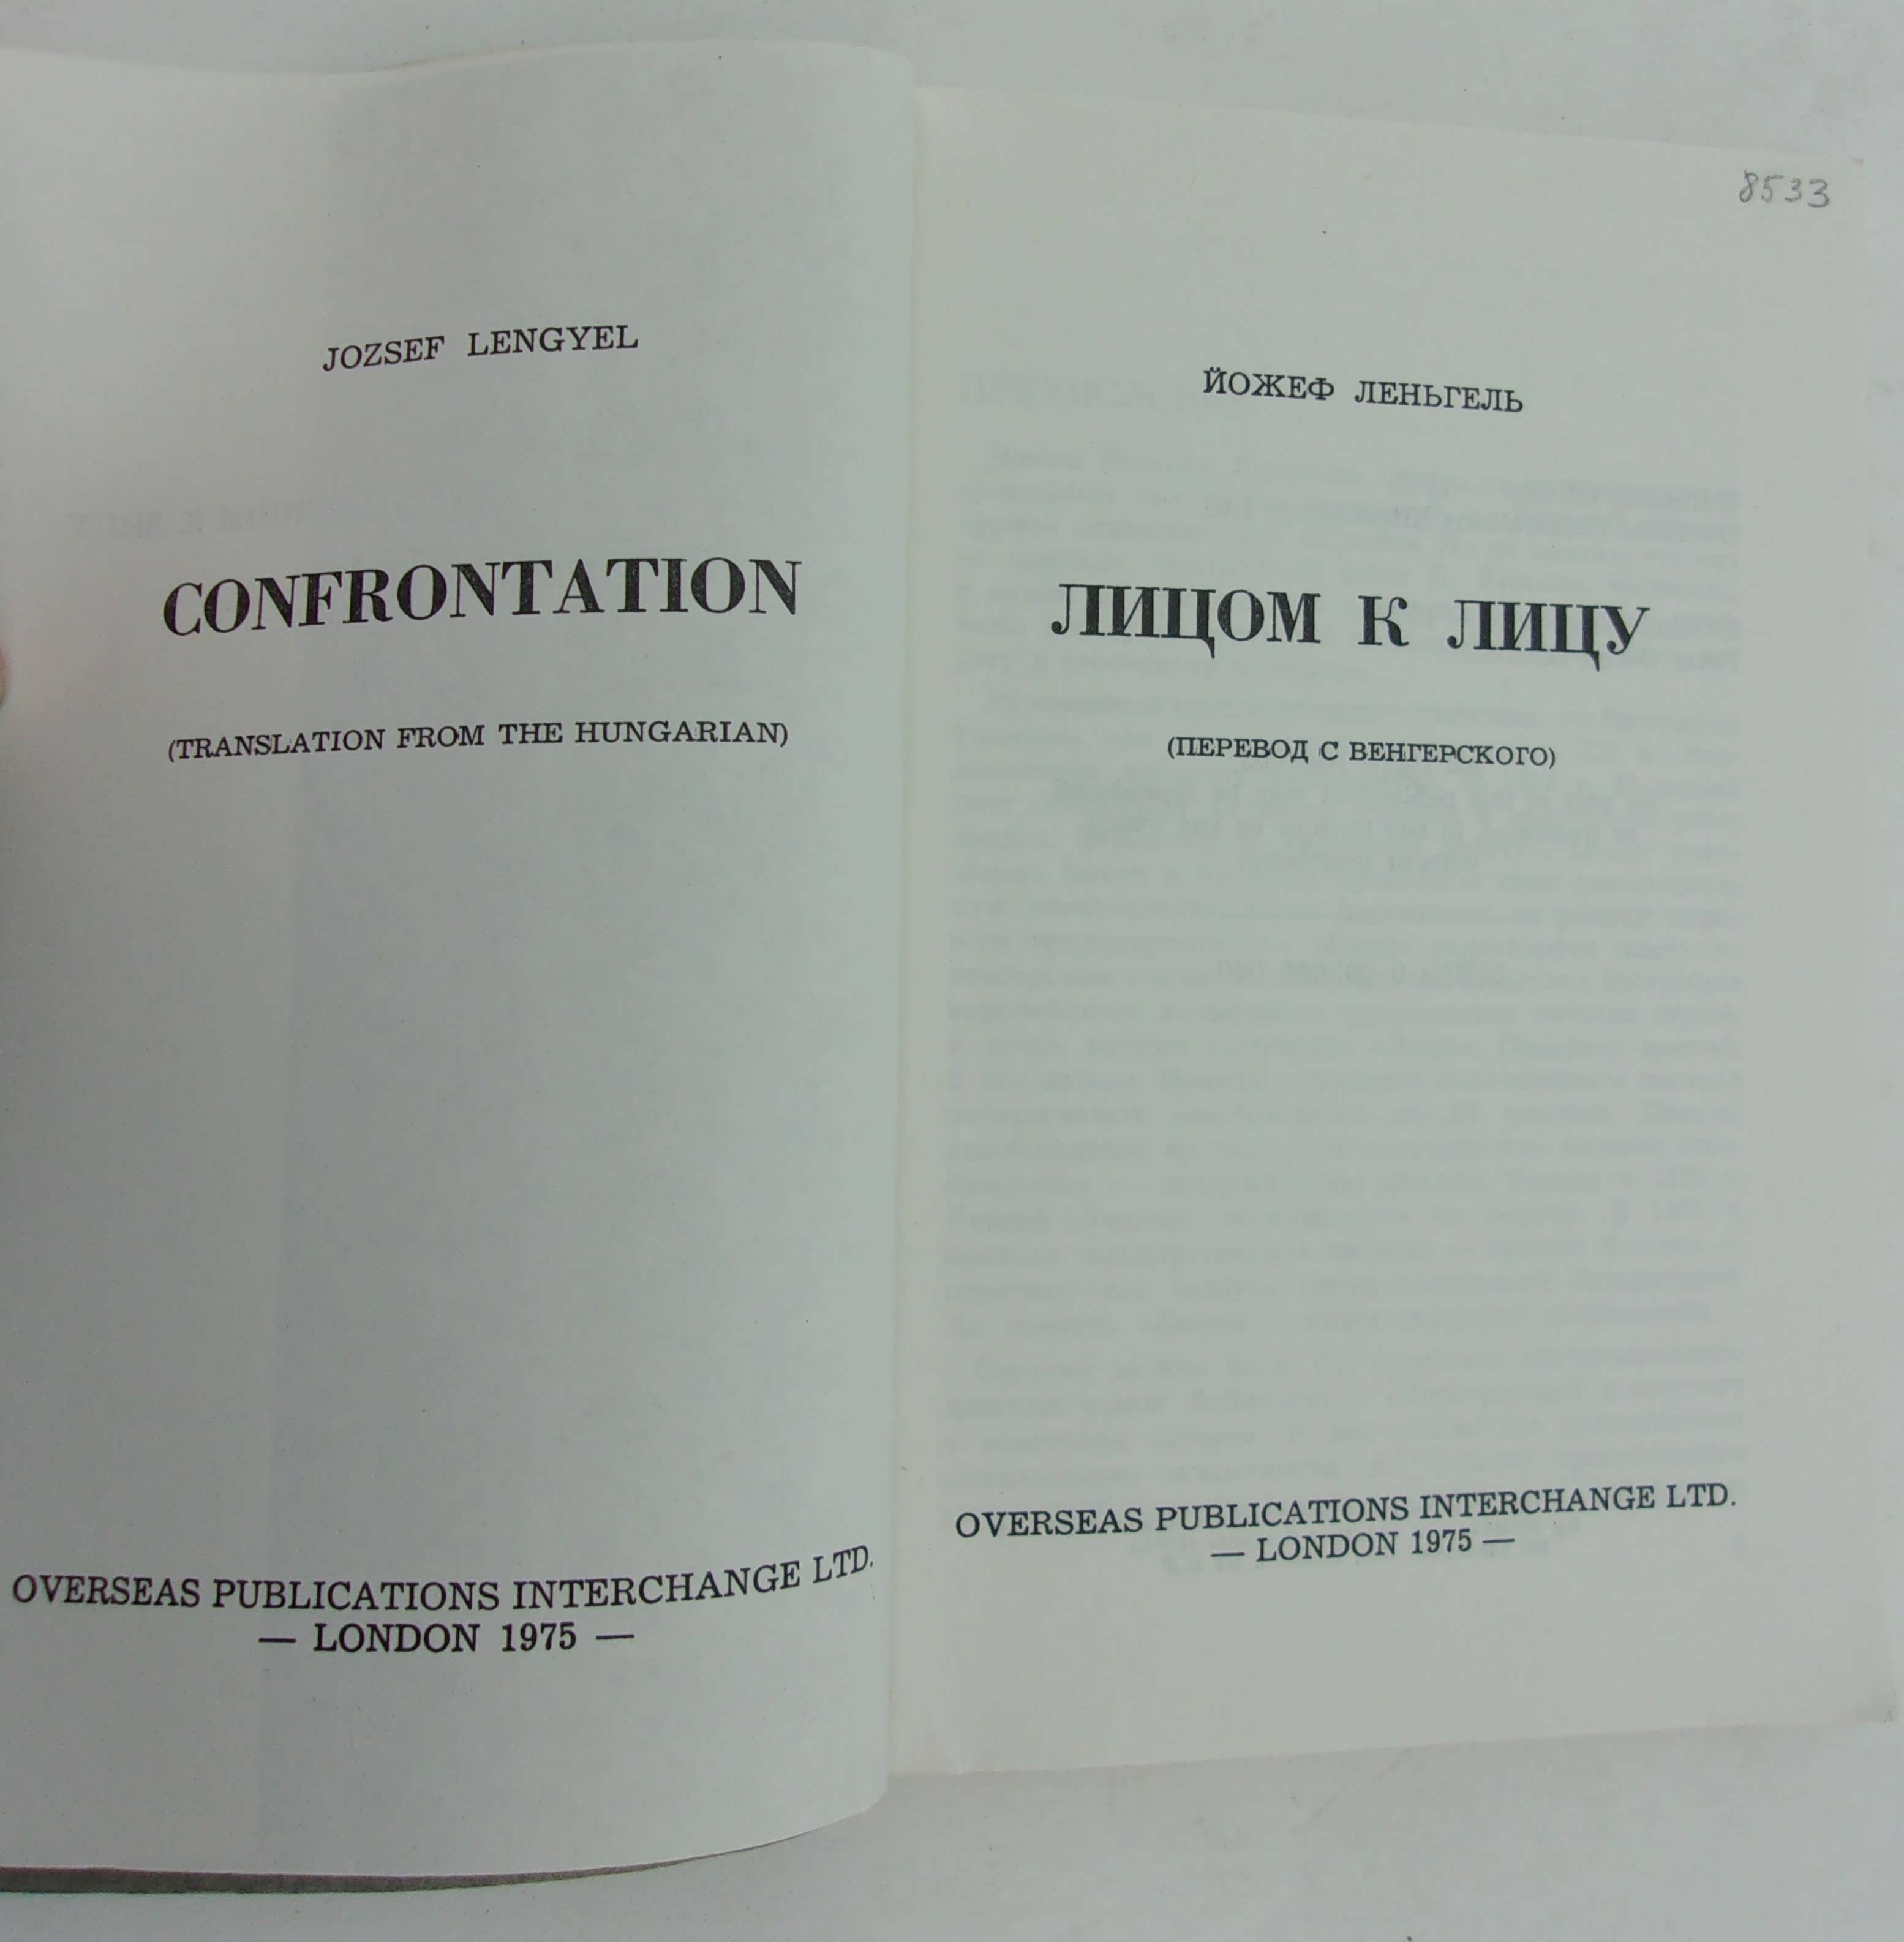 JOZSEF LENGYEL
CONFRONTATION
(TRANSLATION FROM THE HUNGARIAN)
OVERSEAS PUBLICATIONS INTERCHANGE LTD.
— LONDON 1975 —
8533
ЙОЖЕФ ЛЕНЬГЕЛЬ
ЛИЦОМ К ЛИЦУ
(ПЕРЕВОД С ВЕНГЕРСКОГО)
OVERSEAS PUBLICATIONS INTERCHANGE LTD.
— LONDON 1975 —